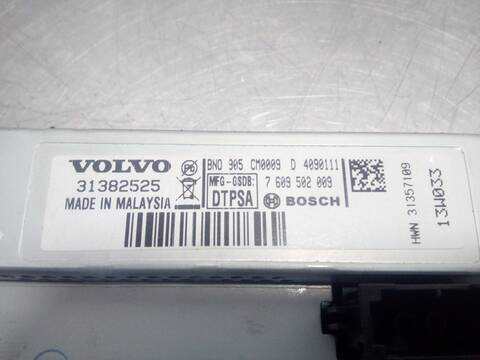 VOLVO
31382525
MADE IN MALAYSIA
BNO 905 CM0009 D 4090111
MFG-GSDB: 7 609 502 009
DTPSA BOSCH
HWN 31357109
13W033